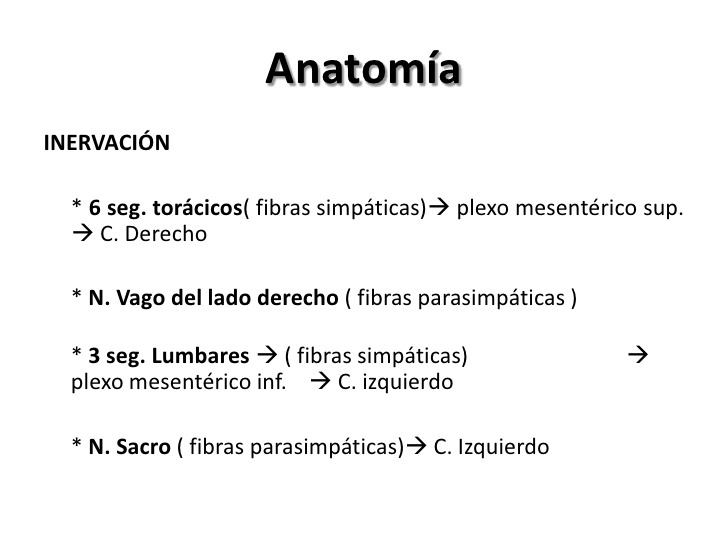 Anatomía
INERVACIÓN
* 6 seg. torácicos( fibras simpáticas)→ plexo mesentérico sup.
→ C. Derecho
* N. Vago del lado derecho ( fibras parasimpáticas )
* 3 seg. Lumbares → ( fibras simpáticas) →
plexo mesentérico inf. → C. izquierdo
* N. Sacro ( fibras parasimpáticas)→ C. Izquierdo